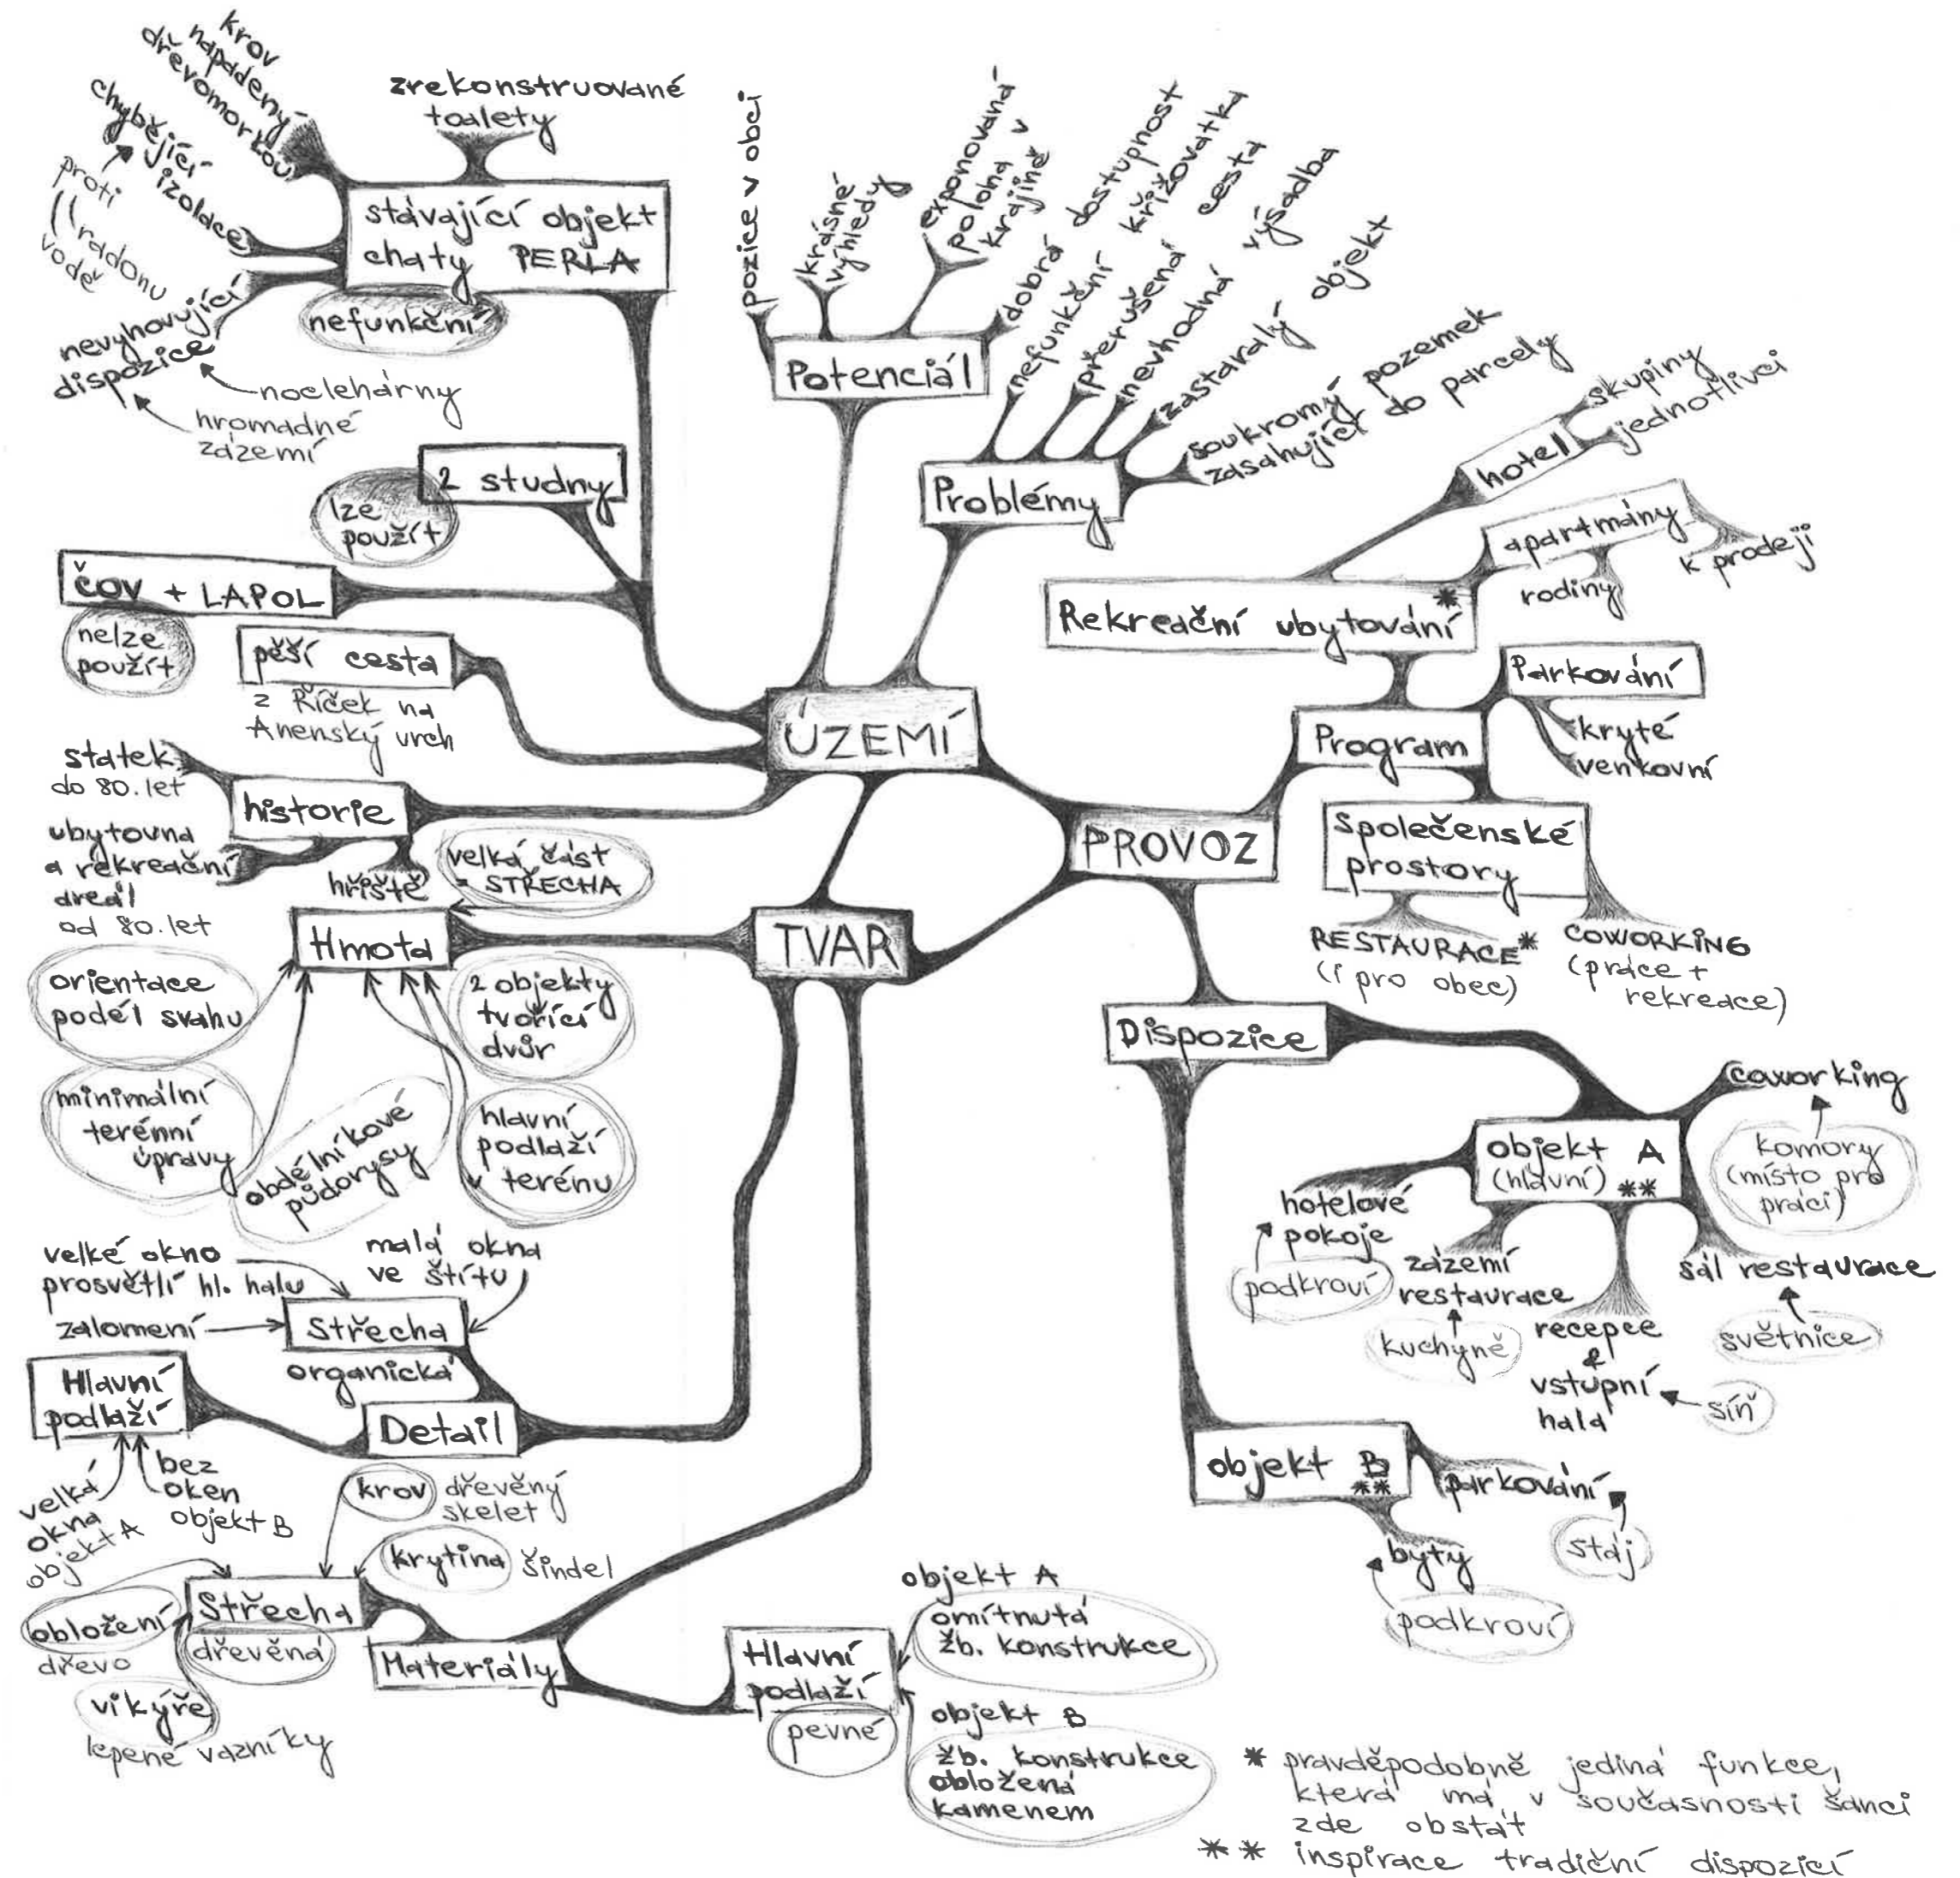 krov
napadený
dřevomorkou
chybějící
izolace
proti
radonu
vodě
nevyhovující
dispozice
noclehárny
hromadné
zázemí
zrekonstruované
toalety
stávající objekt
chaty PERLA
nefunkční
2 studny
lze
použít
ČOV + LAPOL
nelze
použít
pěší cesta
z Říček na
Anenský vrch
statek
do 80. let
historie
ubytovna
a rekreační
areál
od 80. let
hřiště
pozice v obci
krásné
výhledy
exponovaná
poloha v
krajině
dobrá dostupnost
Potenciál
nefunkční křižovatka
přerušená cesta
nevhodná výsadba
zastaralý objekt
soukromý pozemek
zasahující do parcely
Problémy
ÚZEMÍ
hotel
skupiny
jednotlivci
apartmány
rodiny
k prodeji
Rekreační ubytování *
Parkování
kryté
venkovní
Program
Společenské
prostory
RESTAURACE *
(i pro obec)
COWORKING
(práce +
rekreace)
PROVOZ
TVAR
velká část
= STŘECHA
Hmota
orientace
podél svahu
2 objekty
tvořící
dvůr
minimální
terénní
úpravy
obdélníkové
půdorysy
hlavní
podlaží
v terénu
velké okno
prosvětlí hl. halu
malá okna
ve štítu
zalomení
Střecha
organická
Hlavní
podlaží
Detail
velká
okna
objekt A
bez
oken
objekt B
krov dřevěný
skelet
krytina šindel
Střecha
dřevěná
obložení
dřevo
vikýře
lepené vazníky
Materiály
Hlavní
podlaží
pevné
objekt A
omítnutá
žb. konstrukce
objekt B
žb. konstrukce
obložená
kamenem
Dispozice
coworking
komory
(místo pro
práci)
objekt A
(hlavní) **
hotelové
pokoje
podkroví
zázemí
restaurace
kuchyně
recepce
&
vstupní
hala
síň
sál restaurace
světnice
objekt B
**
parkování
stáj
byty
podkroví
* pravděpodobně jediná funkce,
která má v současnosti šanci
zde obstát
** inspirace tradiční dispozicí